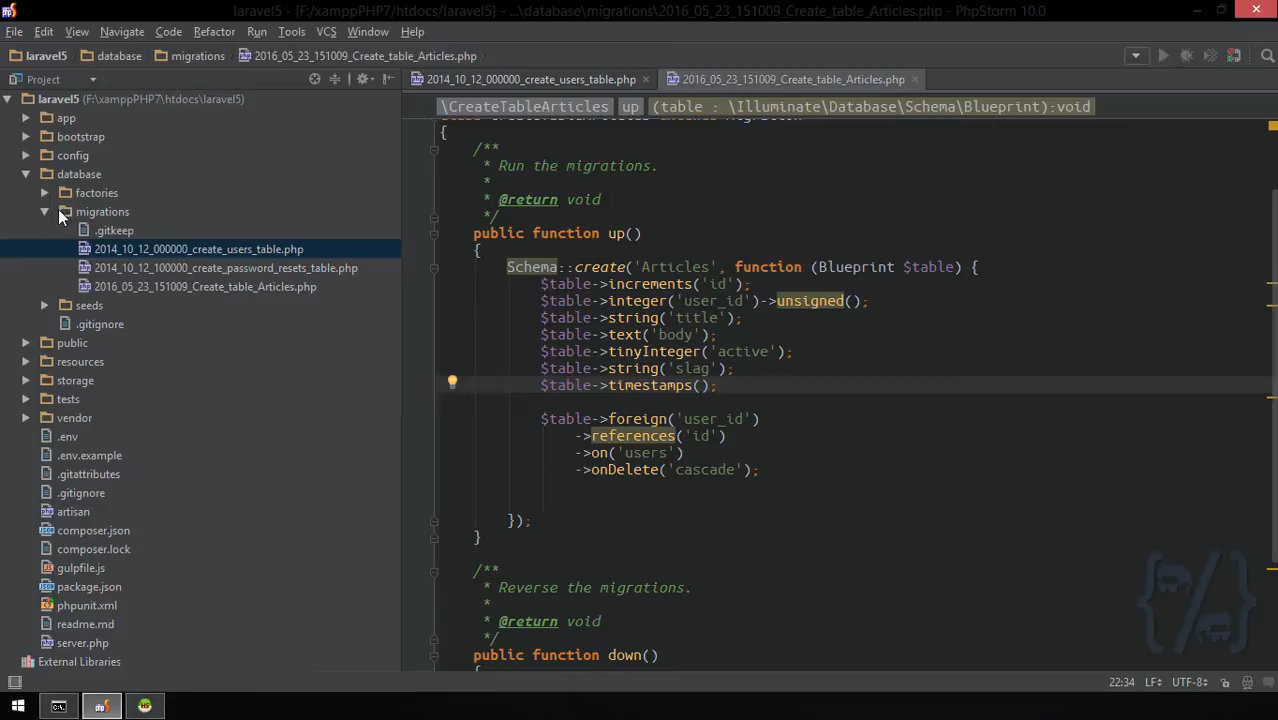 laravel5 - [F:\xamppPHP7\htdocs\laravel5] - ...\database\migrations\2016_05_23_151009_Create_table_Articles.php - PhpStorm 10.0
File Edit View Navigate Code Refactor Run Tools VCS Window Help
laravel5 database migrations 2016_05_23_151009_Create_table_Articles.php
Project
2014_10_12_000000_create_users_table.php 2016_05_23_151009_Create_table_Articles.php
laravel5 (F:\xamppPHP7\htdocs\laravel5)
app
bootstrap
config
database
factories
migrations
.gitkeep
2014_10_12_000000_create_users_table.php
2014_10_12_100000_create_password_resets_table.php
2016_05_23_151009_Create_table_Articles.php
seeds
.gitignore
public
resources
storage
tests
vendor
.env
.env.example
.gitattributes
.gitignore
artisan
composer.json
composer.lock
gulpfile.js
package.json
phpunit.xml
readme.md
server.php
External Libraries
\CreateTableArticles up (table : \Illuminate\Database\Schema\Blueprint):void
{
/**
* Run the migrations.
*
* @return void
*/
public function up()
{
Schema::create('Articles', function (Blueprint $table) {
$table->increments('id');
$table->integer('user_id')->unsigned();
$table->string('title');
$table->text('body');
$table->tinyInteger('active');
$table->string('slag');
$table->timestamps();
$table->foreign('user_id')
->references('id')
->on('users')
->onDelete('cascade');
});
}
/**
* Reverse the migrations.
*
* @return void
*/
public function down()
{/}
22:34 LF UTF-8